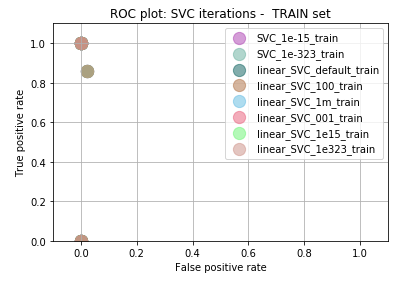 ROC plot: SVC iterations -  TRAIN set
True positive rate
1.0
0.8
0.6
0.4
0.2
0.0
SVC_1e-15_train
SVC_1e-323_train
linear_SVC_default_train
linear_SVC_100_train
linear_SVC_1m_train
linear_SVC_001_train
linear_SVC_1e15_train
linear_SVC_1e323_train
0.0 0.2 0.4 0.6 0.8 1.0
False positive rate